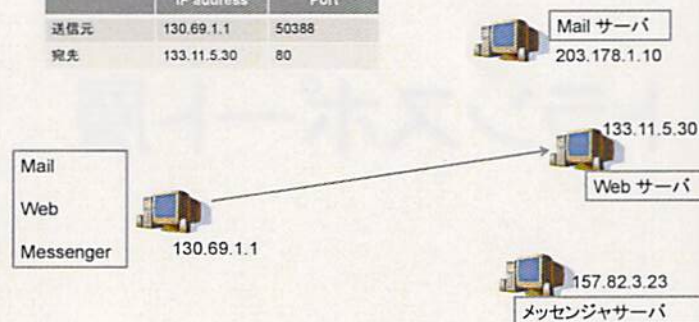 IP address Port
送信元 130.69.1.1 50388
宛先 133.11.5.30 80
Mail サーバ
203.178.1.10
133.11.5.30
Web サーバ
Mail
Web
Messenger
130.69.1.1
157.82.3.23
メッセンジャサーバ